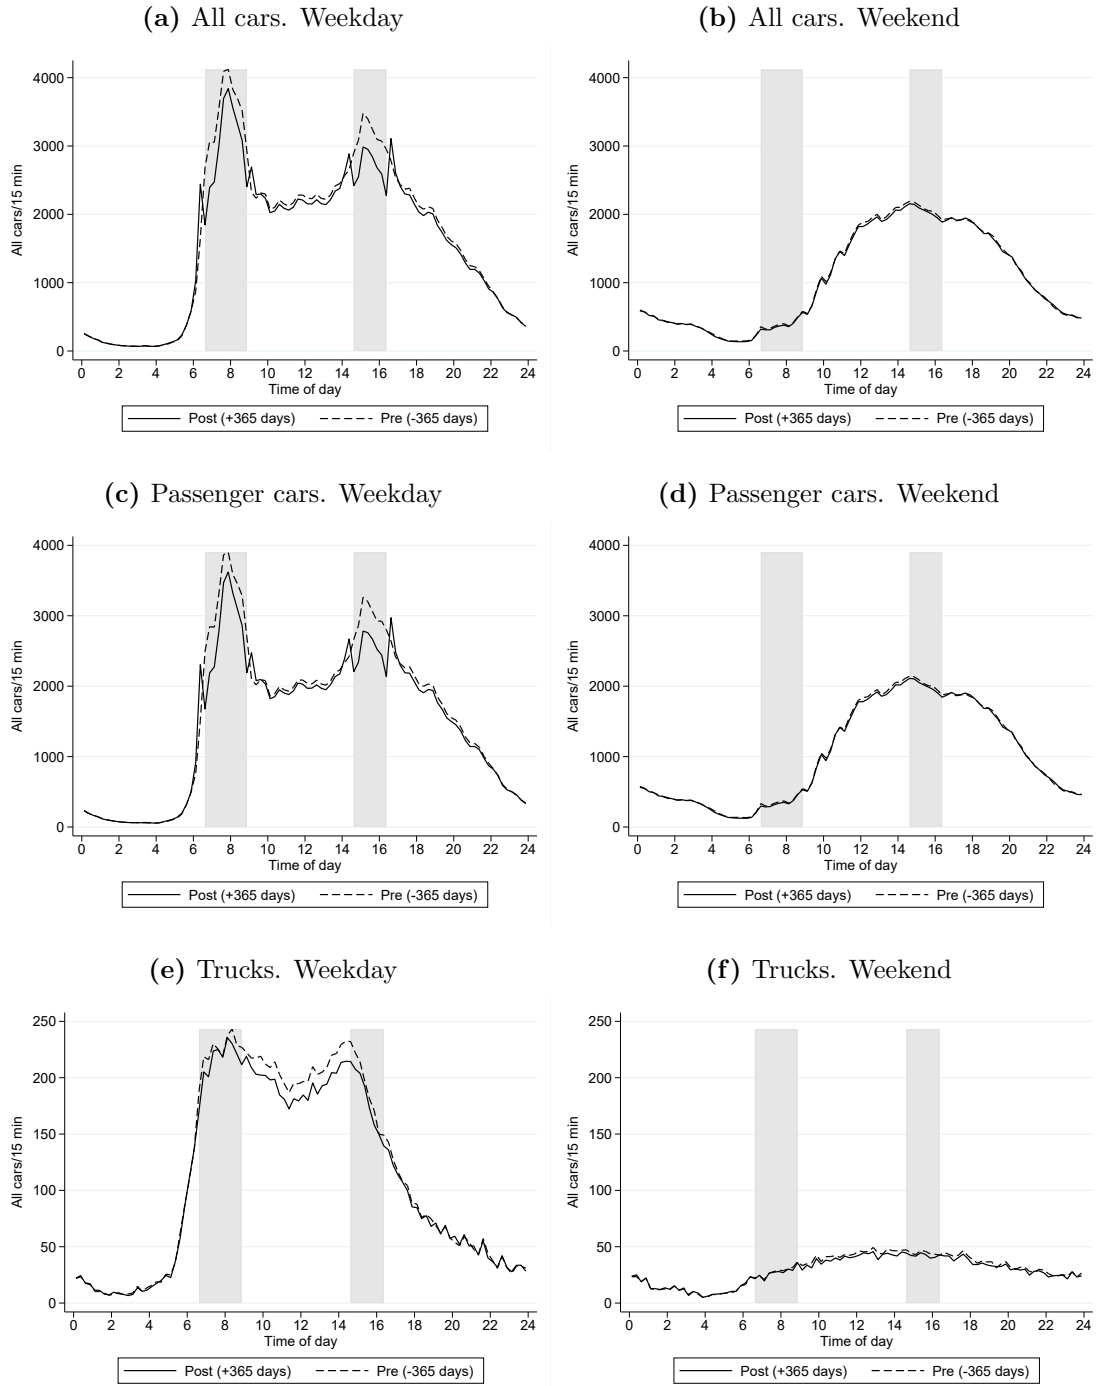 (a) All cars. Weekday
4000
3000
2000
1000
0
All cars/15 min
0 2 4 6 8 10 12 14 16 18 20 22 24
Time of day
Post (+365 days) Pre (-365 days)
(b) All cars. Weekend
4000
3000
2000
1000
0
All cars/15 min
0 2 4 6 8 10 12 14 16 18 20 22 24
Time of day
Post (+365 days) Pre (-365 days)
(c) Passenger cars. Weekday
4000
3000
2000
1000
0
All cars/15 min
0 2 4 6 8 10 12 14 16 18 20 22 24
Time of day
Post (+365 days) Pre (-365 days)
(d) Passenger cars. Weekend
4000
3000
2000
1000
0
All cars/15 min
0 2 4 6 8 10 12 14 16 18 20 22 24
Time of day
Post (+365 days) Pre (-365 days)
(e) Trucks. Weekday
250
200
150
100
50
0
All cars/15 min
0 2 4 6 8 10 12 14 16 18 20 22 24
Time of day
Post (+365 days) Pre (-365 days)
(f) Trucks. Weekend
250
200
150
100
50
0
All cars/15 min
0 2 4 6 8 10 12 14 16 18 20 22 24
Time of day
Post (+365 days) Pre (-365 days)